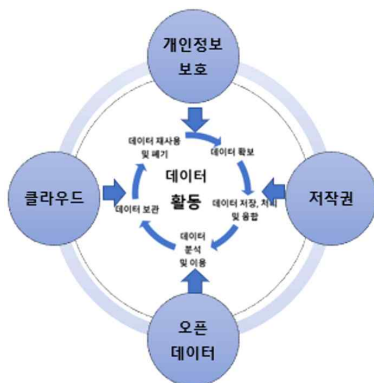 개인정보
보호
데이터 재사용
및 폐기
데이터 확보
데이터
활동
클라우드
저작권
데이터 보관
데이터 저장, 처리
및 융합
데이터
분석
및 이용
오픈
데이터